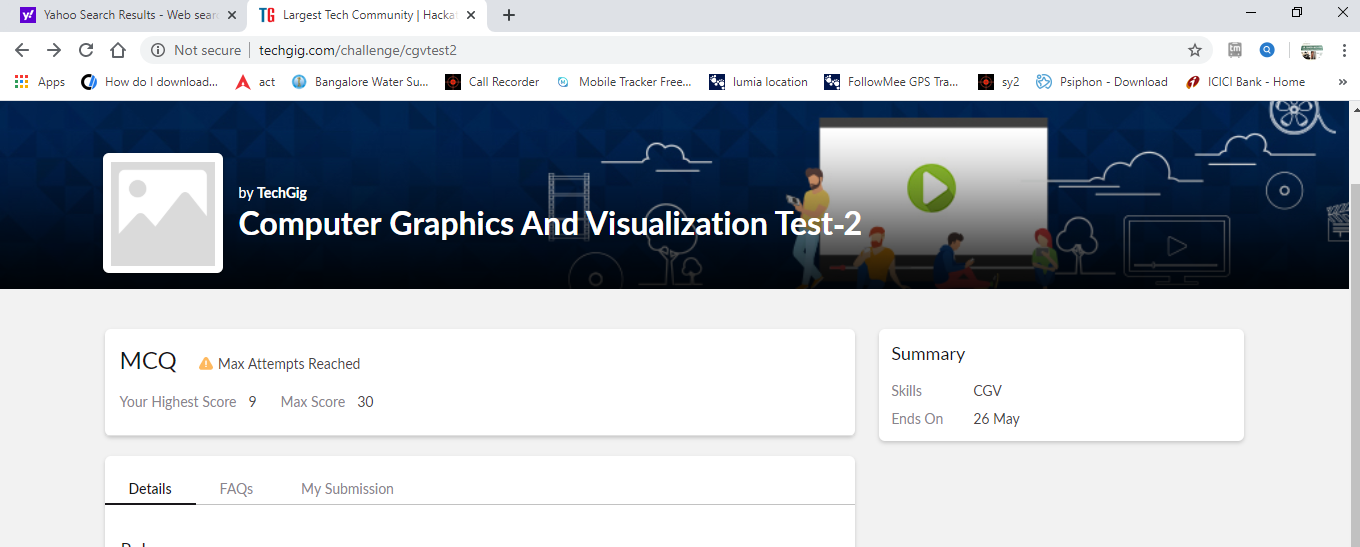 Yahoo Search Results - Web sear
TG Largest Tech Community | Hacka
Not secure | techgig.com/challenge/cgvtest2
Apps How do I download... act Bangalore Water Su... Call Recorder Mobile Tracker Free... lumia location FollowMee GPS Tra... sy2 Psiphon - Download ICICI Bank - Home »
by TechGig
Computer Graphics And Visualization Test-2
MCQ Max Attempts Reached
Your Highest Score 9 Max Score 30
Summary
Skills CGV
Ends On 26 May
Details FAQs My Submission